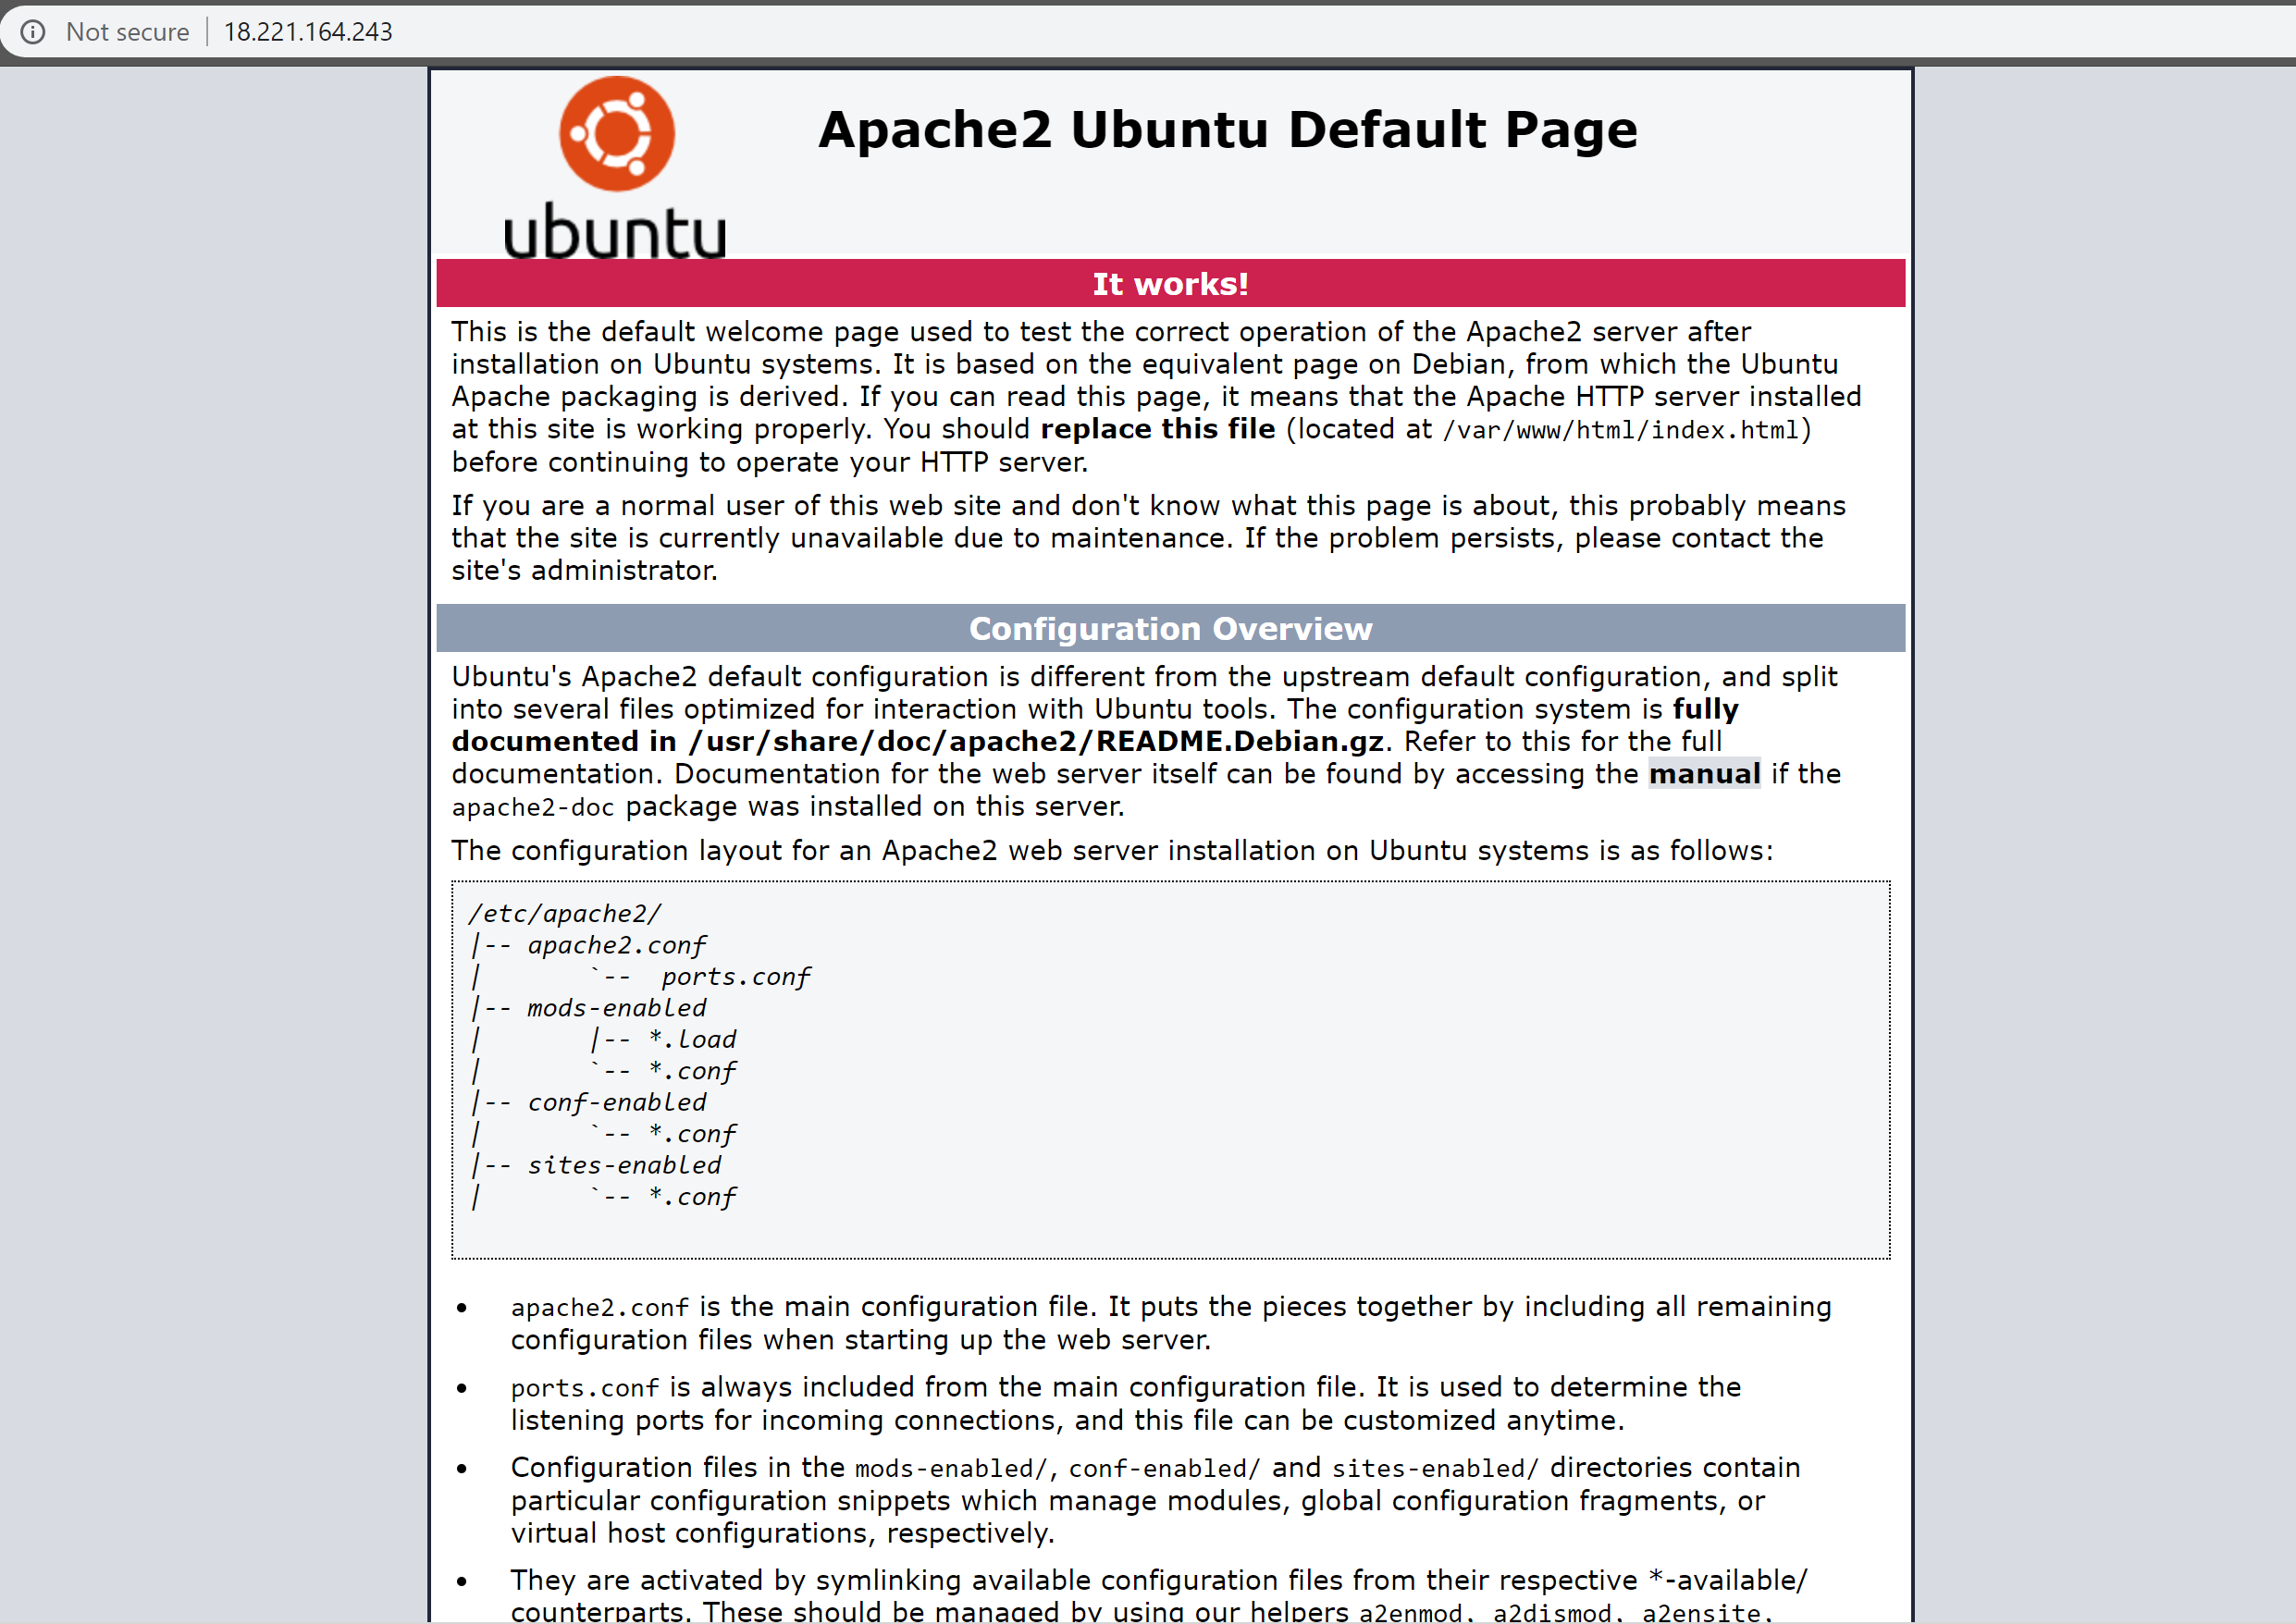 Not secure | 18.221.164.243
ubuntu
Apache2 Ubuntu Default Page
It works!
This is the default welcome page used to test the correct operation of the Apache2 server after
installation on Ubuntu systems. It is based on the equivalent page on Debian, from which the Ubuntu
Apache packaging is derived. If you can read this page, it means that the Apache HTTP server installed
at this site is working properly. You should replace this file (located at /var/www/html/index.html)
before continuing to operate your HTTP server.
If you are a normal user of this web site and don't know what this page is about, this probably means
that the site is currently unavailable due to maintenance. If the problem persists, please contact the
site's administrator.
Configuration Overview
Ubuntu's Apache2 default configuration is different from the upstream default configuration, and split
into several files optimized for interaction with Ubuntu tools. The configuration system is fully
documented in /usr/share/doc/apache2/README.Debian.gz. Refer to this for the full
documentation. Documentation for the web server itself can be found by accessing the manual if the
apache2-doc package was installed on this server.
The configuration layout for an Apache2 web server installation on Ubuntu systems is as follows:
/etc/apache2/
|-- apache2.conf
|       `--  ports.conf
|-- mods-enabled
|       |-- *.load
|       `-- *.conf
|-- conf-enabled
|       `-- *.conf
|-- sites-enabled
|       `-- *.conf
• apache2.conf is the main configuration file. It puts the pieces together by including all remaining
configuration files when starting up the web server.
• ports.conf is always included from the main configuration file. It is used to determine the
listening ports for incoming connections, and this file can be customized anytime.
• Configuration files in the mods-enabled/, conf-enabled/ and sites-enabled/ directories contain
particular configuration snippets which manage modules, global configuration fragments, or
virtual host configurations, respectively.
• They are activated by symlinking available configuration files from their respective *-available/
counterparts. These should be managed by using our helpers a2enmod, a2dismod, a2ensite,